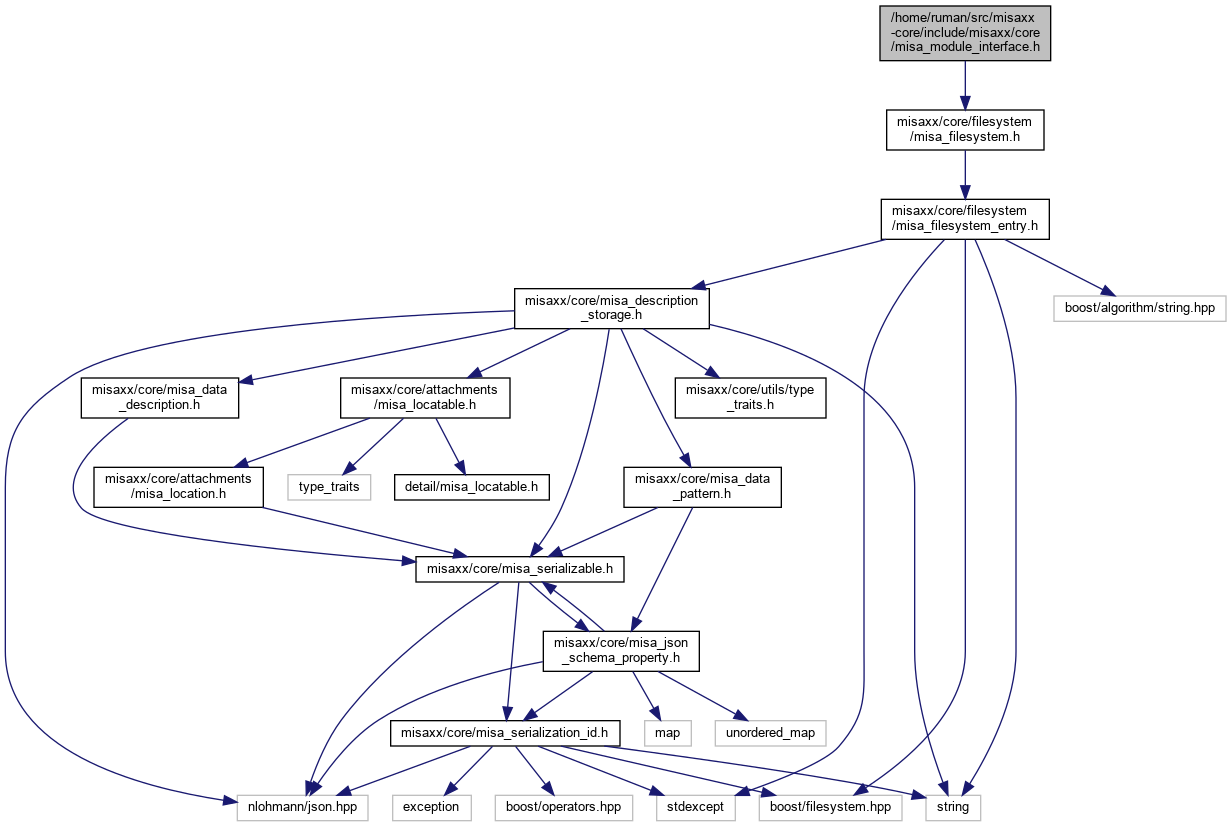 /home/ruman/src/misaxx
-core/include/misaxx/core
/misa_module_interface.h
misaxx/core/filesystem
/misa_filesystem.h
misaxx/core/filesystem
/misa_filesystem_entry.h
misaxx/core/misa_description
_storage.h
boost/algorithm/string.hpp
misaxx/core/misa_data
_description.h
misaxx/core/attachments
/misa_locatable.h
misaxx/core/utils/type
_traits.h
misaxx/core/attachments
/misa_location.h
type_traits
detail/misa_locatable.h
misaxx/core/misa_data
_pattern.h
misaxx/core/misa_serializable.h
misaxx/core/misa_json
_schema_property.h
misaxx/core/misa_serialization_id.h
map
unordered_map
nlohmann/json.hpp
exception
boost/operators.hpp
stdexcept
boost/filesystem.hpp
string